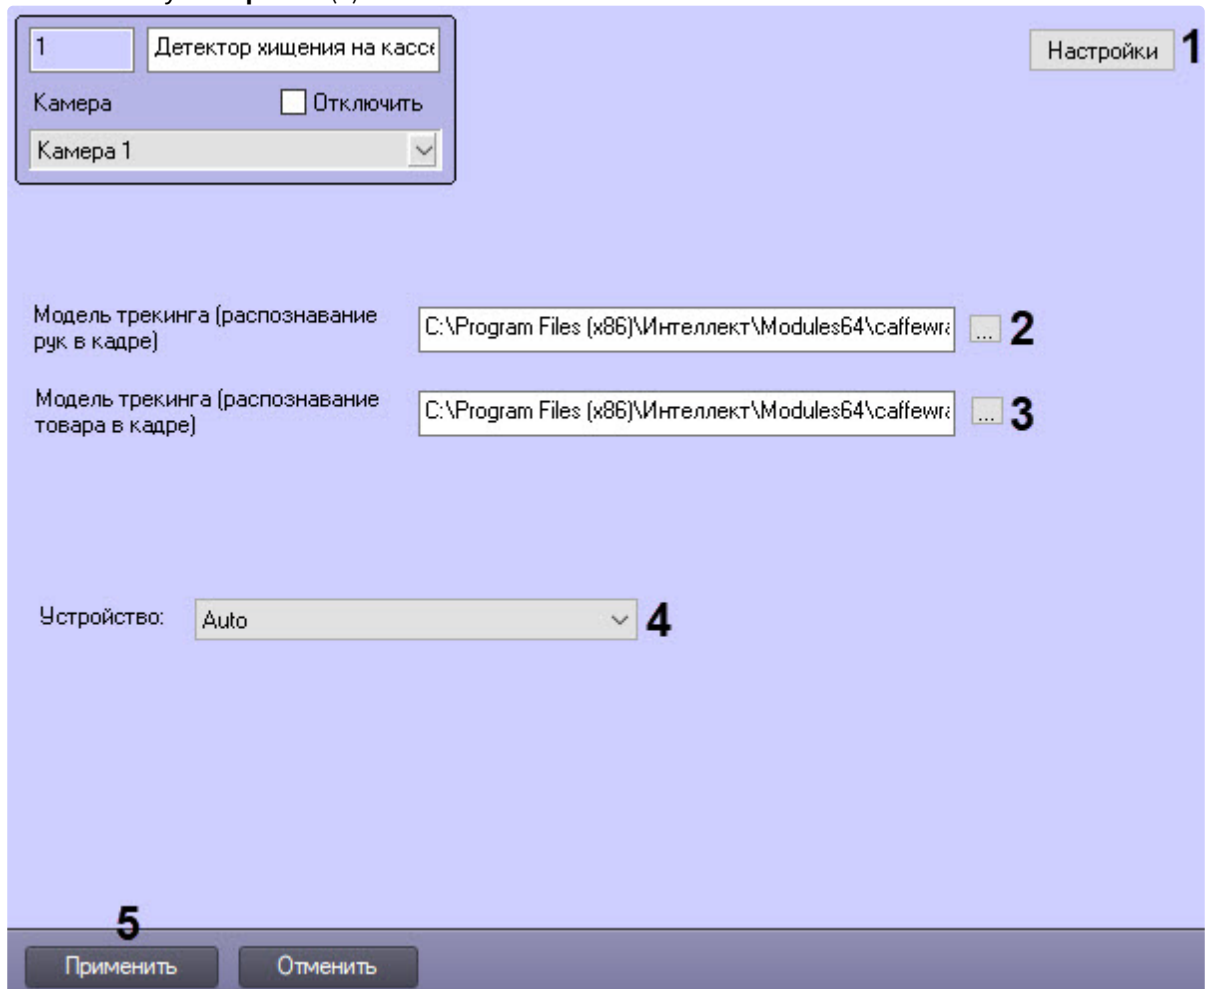 1
Детектор хищения на кассе
Настройки 1
Камера
Отключить
Камера 1
Модель трекинга (распознавание
рук в кадре)
C:\Program Files (x86)\Интеллект\Modules64\caffewra
... 2
Модель трекинга (распознавание
товара в кадре)
C:\Program Files (x86)\Интеллект\Modules64\caffewra
... 3
Устройство:
Auto
4
5
Применить
Отменить